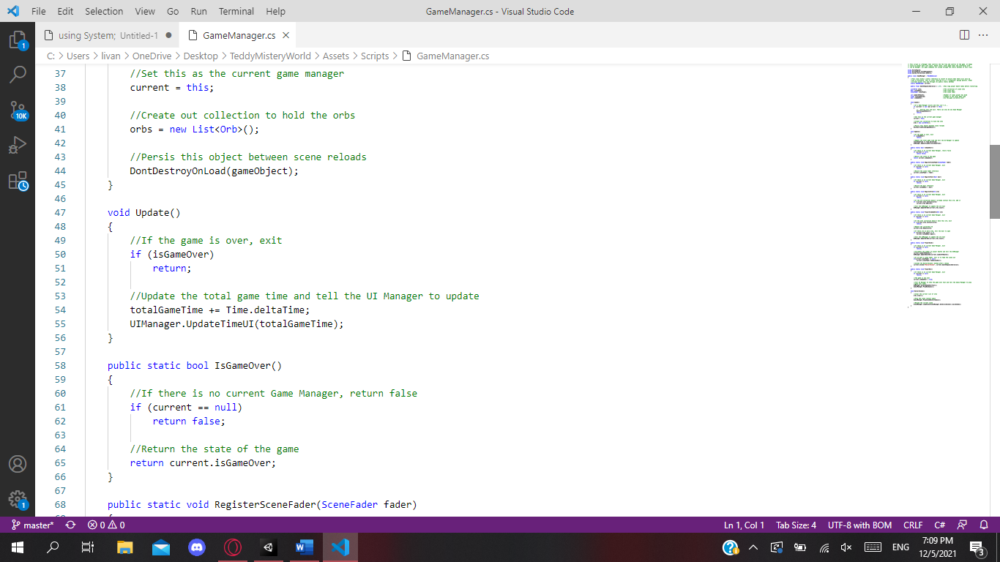 File Edit Selection View Go Run Terminal Help GameManager.cs - Visual Studio Code
using System; Untitled-1 GameManager.cs
C: > Users > livan > OneDrive > Desktop > TeddyMisteryWorld > Assets > Scripts > GameManager.cs
37 //Set this as the current game manager
38 current = this;
39
40 //Create out collection to hold the orbs
41 orbs = new List<Orb>();
42
43 //Persis this object between scene reloads
44 DontDestroyOnLoad(gameObject);
45 }
46
47 void Update()
48 {
49 //If the game is over, exit
50 if (isGameOver)
51 return;
52
53 //Update the total game time and tell the UI Manager to update
54 totalGameTime += Time.deltaTime;
55 UIManager.UpdateTimeUI(totalGameTime);
56 }
57
58 public static bool IsGameOver()
59 {
60 //If there is no current Game Manager, return false
61 if (current == null)
62 return false;
63
64 //Return the state of the game
65 return current.isGameOver;
66 }
67
68 public static void RegisterSceneFader(SceneFader fader)
1
10K
1
master* 0 0 Ln 1, Col 1 Tab Size: 4 UTF-8 with BOM CRLF C#
ENG 7:09 PM
12/5/2021
3